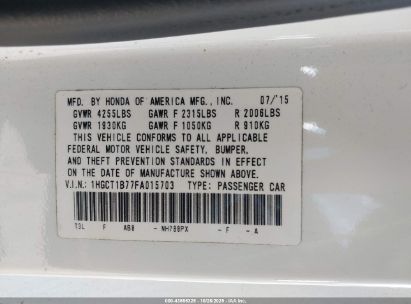 MFD. BY HONDA OF AMERICA MFG., INC. 07/'15
GVWR 4255LBS GAWR F 2315LBS R 2006LBS
GVWR 1930KG GAWR F 1050KG R 910KG
THIS VEHICLE CONFORMS TO ALL APPLICABLE
FEDERAL MOTOR VEHICLE SAFETY, BUMPER,
AND THEFT PREVENTION STANDARDS IN EFFECT
ON THE DATE OF MANUFACTURE SHOWN ABOVE.
V.I.N.: 1HGCT1B77FA015703 TYPE: PASSENGER CAR
T3L F AB0 -NH788PX -F -A